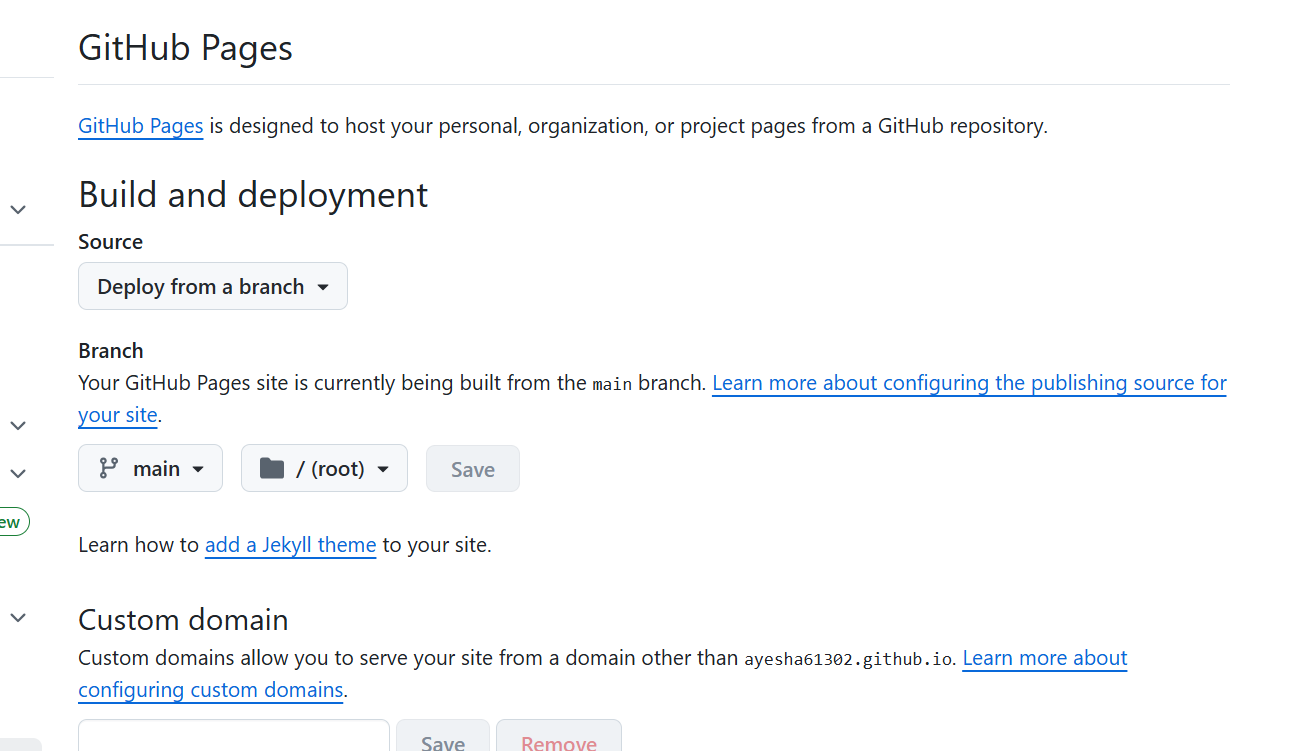 GitHub Pages
GitHub Pages is designed to host your personal, organization, or project pages from a GitHub repository.
Build and deployment
Source
Deploy from a branch
Branch
Your GitHub Pages site is currently being built from the main branch. Learn more about configuring the publishing source for
your site.
main / (root) Save
ew
Learn how to add a Jekyll theme to your site.
Custom domain
Custom domains allow you to serve your site from a domain other than ayesha61302.github.io. Learn more about
configuring custom domains.
Save Remove